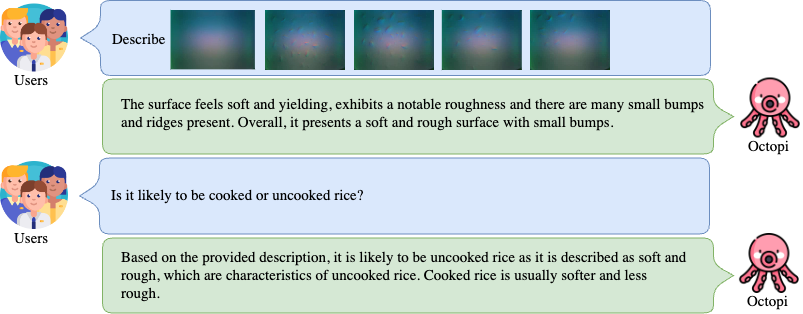 Describe
Users
The surface feels soft and yielding, exhibits a notable roughness and there are many small bumps
and ridges present. Overall, it presents a soft and rough surface with small bumps.
Octopi
Is it likely to be cooked or uncooked rice?
Users
Based on the provided description, it is likely to be uncooked rice as it is described as soft and
rough, which are characteristics of uncooked rice. Cooked rice is usually softer and less
rough.
Octopi